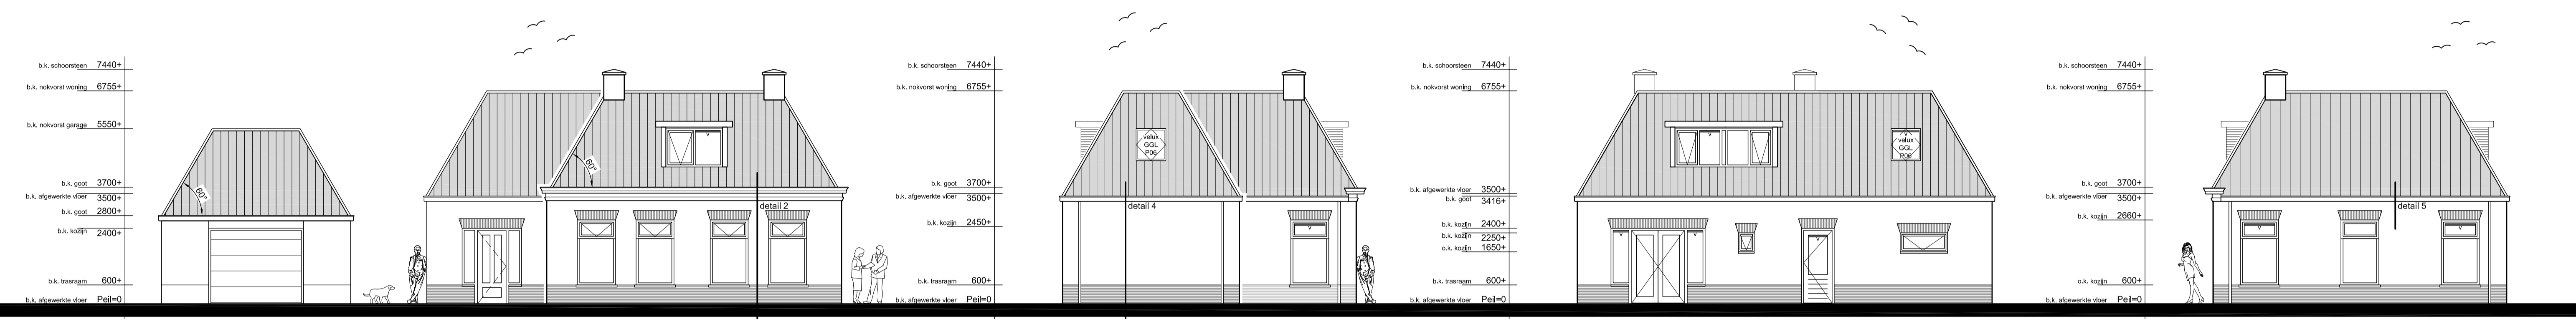 b.k. schoorsteen 7440+
b.k. nokvorst woning 6755+
b.k. nokvorst garage 5550+
b.k. goot 3700+
b.k. afgewerkte vloer 3500+
b.k. goot 2800+
b.k. kozijn 2400+
b.k. trasraam 600+
b.k. afgewerkte vloer Peil=0
60°
60°
detail 2
b.k. schoorsteen 7440+
b.k. nokvorst woning 6755+
b.k. goot 3700+
b.k. afgewerkte vloer 3500+
b.k. kozijn 2450+
b.k. trasraam 600+
b.k. afgewerkte vloer Peil=0
velux
GGL
P06
detail 4
b.k. schoorsteen 7440+
b.k. nokvorst woning 6755+
b.k. afgewerkte vloer 3500+
b.k. goot 3416+
b.k. kozijn 2400+
b.k. kozijn 2250+
o.k. kozijn 1650+
b.k. trasraam 600+
b.k. afgewerkte vloer Peil=0
velux
GGL
P06
b.k. schoorsteen 7440+
b.k. nokvorst woning 6755+
b.k. goot 3700+
b.k. afgewerkte vloer 3500+
b.k. kozijn 2660+
o.k. kozijn 600+
b.k. afgewerkte vloer Peil=0
detail 5